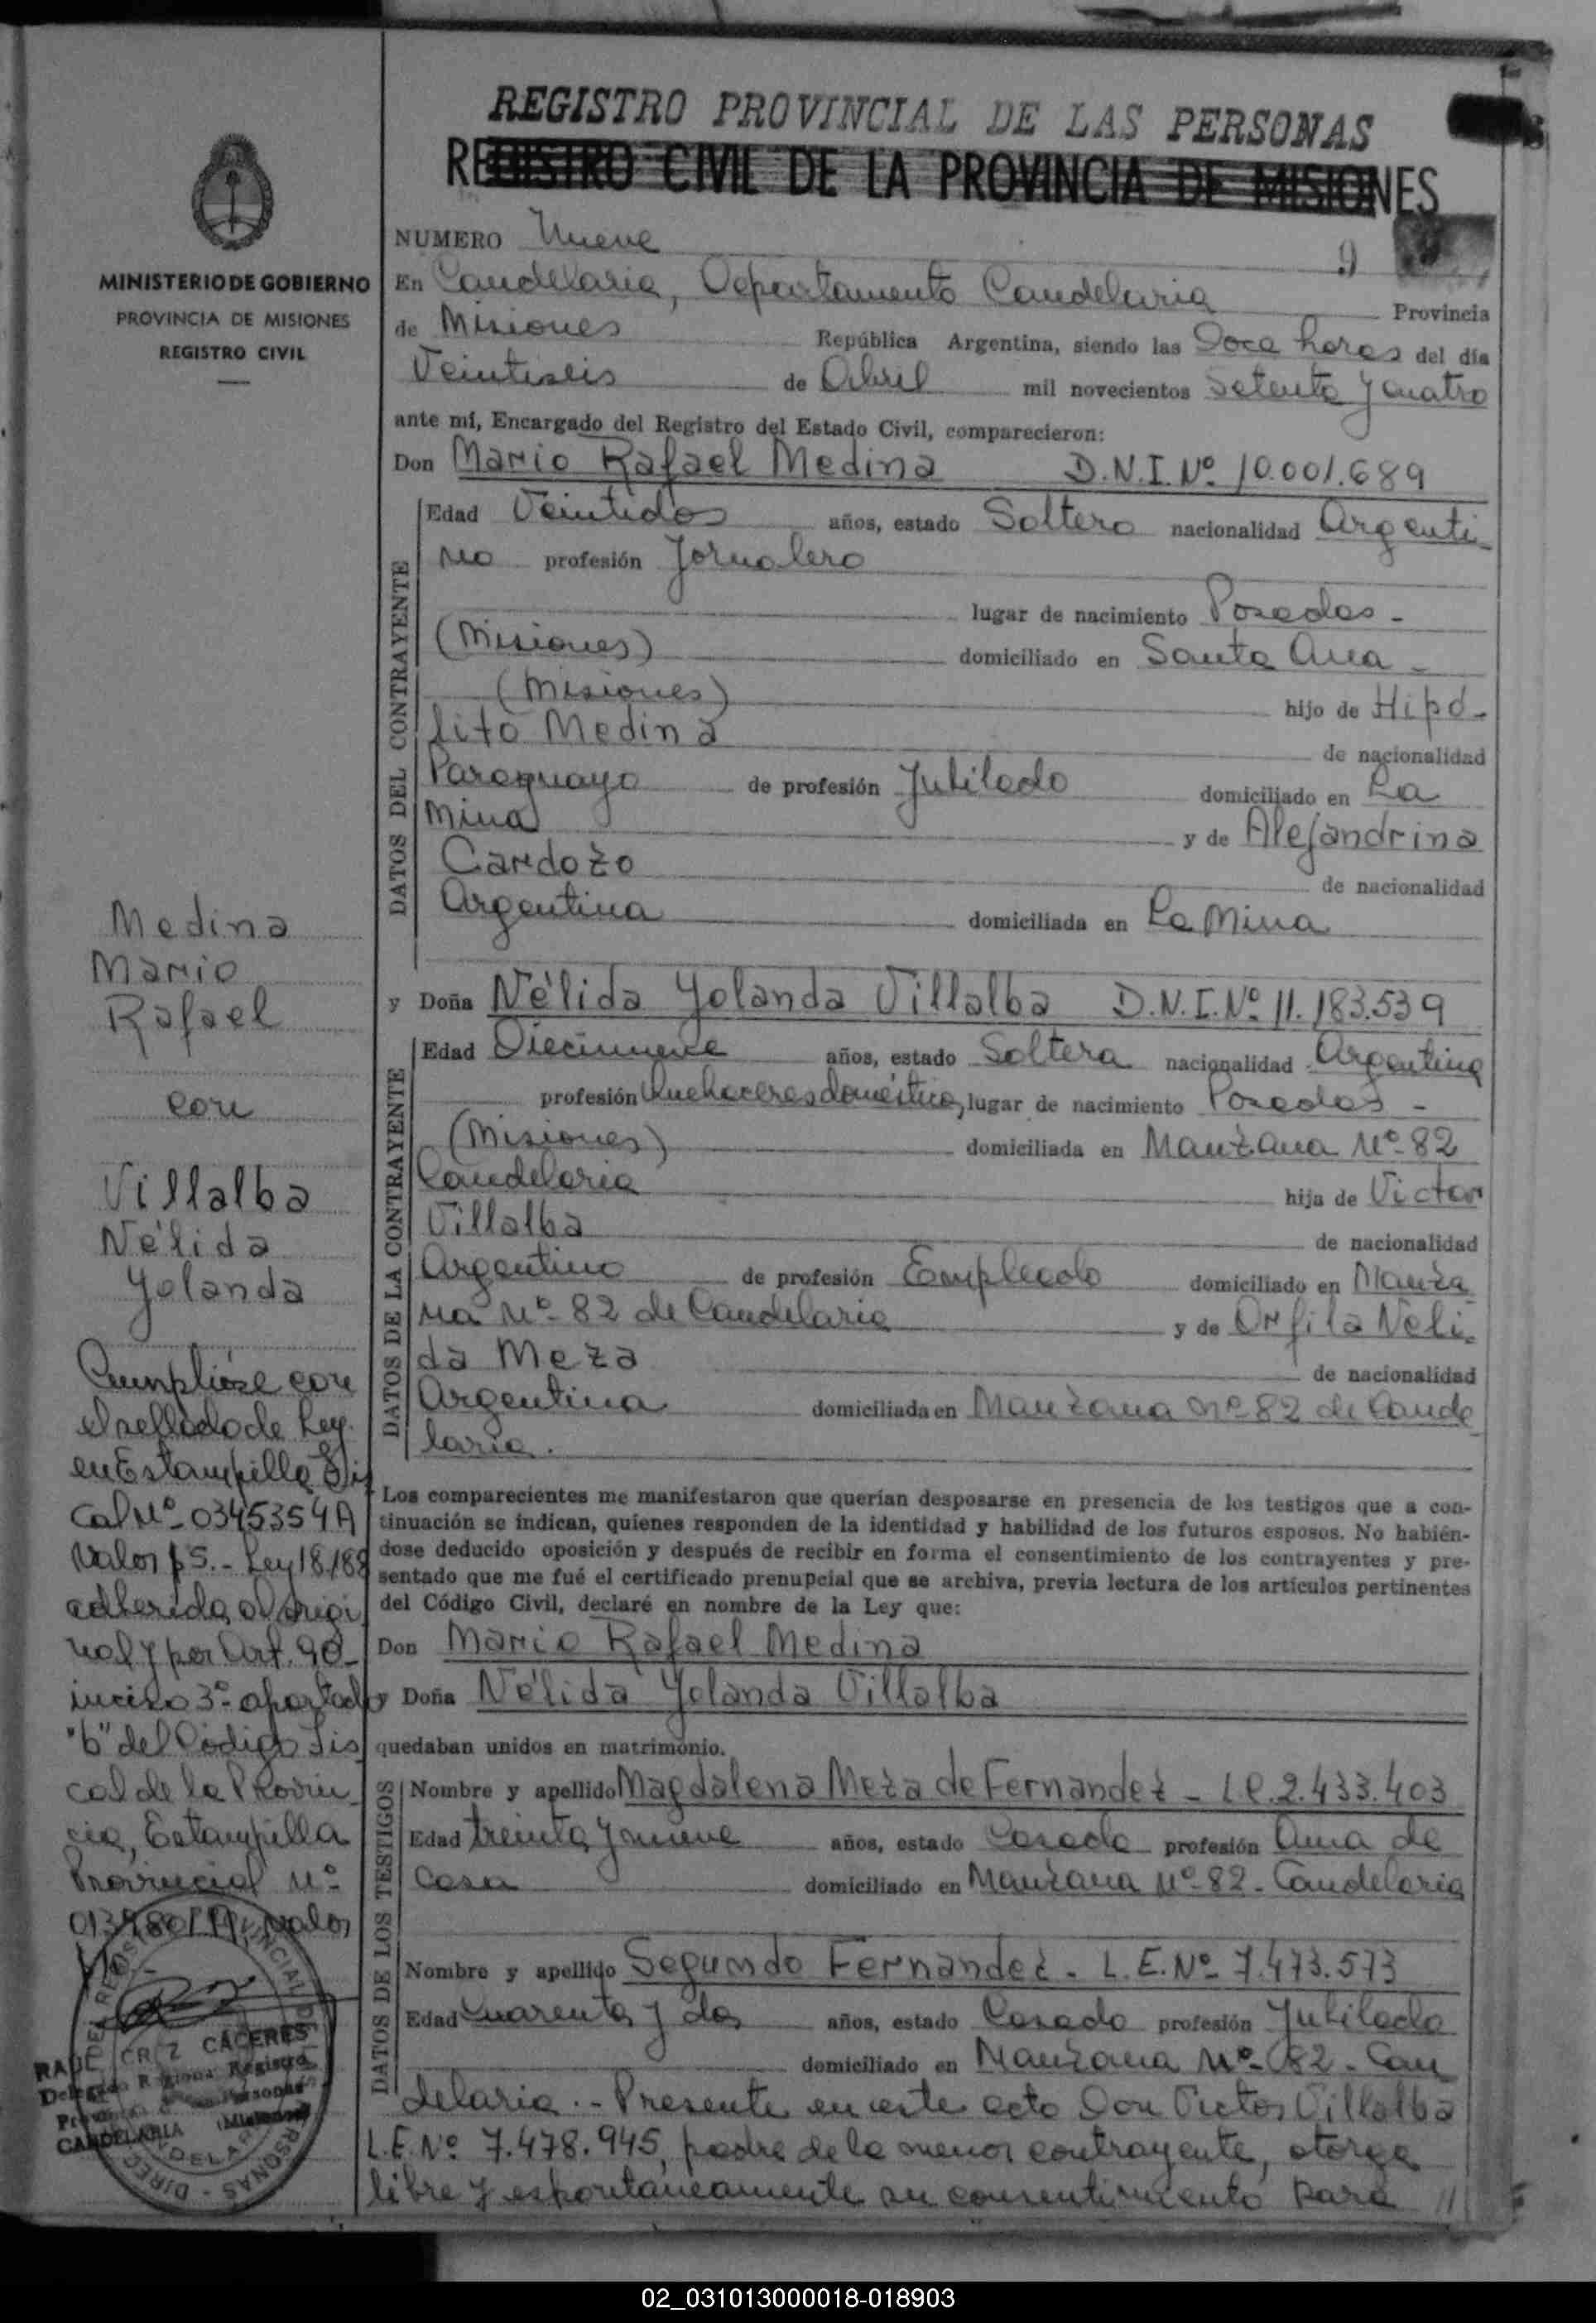 REGISTRO PROVINCIAL DE LAS PERSONAS
REGISTRO CIVIL DE LA PROVINCIA DE MISIONES
MINISTERIO DE GOBIERNO
PROVINCIA DE MISIONES
REGISTRO CIVIL
NUMERO Nueve 9
En Candelaria, Departamento Candelaria Provincia
de Misiones República Argentina, siendo las Doce horas del día
Veintiseis de Abril mil novecientos Setenta y cuatro
ante mí, Encargado del Registro del Estado Civil, comparecieron:
Don Mario Rafael Medina D.N.I. Nº 10.001.689
DATOS DEL CONTRAYENTE
Edad Veintidos años, estado Soltero nacionalidad Argenti-
no profesión Jornalero
lugar de nacimiento Posadas -
(Misiones) domiciliado en Santa Ana -
(Misiones) hijo de Hipó-
lito Medina de nacionalidad
Paraguayo de profesión Jubilado domiciliado en La
Mina y de Alejandrina
Cardozo de nacionalidad
Argentina domiciliada en La Mina
y Doña Nélida Yolanda Villalba D.N.I. Nº 11.183.539
DATOS DE LA CONTRAYENTE
Edad Diecinueve años, estado Soltera nacionalidad Argentina
profesión Quehaceres domésticos, lugar de nacimiento Posadas -
(Misiones) domiciliada en Manzana Nº 82
Candelaria hija de Victor
Villalba de nacionalidad
Argentino de profesión Empleado domiciliado en Manza
na Nº 82 de Candelaria y de Orfila Neli-
da Meza de nacionalidad
Argentina domiciliada en Manzana nº 82 de Cande
laria.
Los comparecientes me manifestaron que querían desposarse en presencia de los testigos que a con-
tinuación se indican, quienes responden de la identidad y habilidad de los futuros esposos. No habién-
dose deducido oposición y después de recibir en forma el consentimiento de los contrayentes y pre-
sentado que me fué el certificado prenupcial que se archiva, previa lectura de los artículos pertinentes
del Código Civil, declaré en nombre de la Ley que:
Don Mario Rafael Medina
y Doña Nélida Yolanda Villalba
quedaban unidos en matrimonio.
DATOS DE LOS TESTIGOS
Nombre y apellido Magdalena Meza de Fernandez - L.C. 2.433.403
Edad treinta y nueve años, estado Casada profesión Ama de
Casa domiciliado en Manzana Nº 82 - Candelaria
Nombre y apellido Segundo Fernandez - L.E. Nº 7.473.573
Edad Cuarenta y dos años, estado Casado profesión Jubilado
domiciliado en Manzana Nº 82 - Can
delaria.- Presente en este acto Don Victor Villalba
L.E. Nº 7.478.945, padre de la menor contrayente, otorga
libre y espontáneamente su consentimiento para //
Medina
Mario
Rafael
con
Villalba
Nélida
Yolanda
Cumpliose con
el sellado de Ley
en Estampilla Fis
cal Nº 0345354A
Valor $ 5.- Ley 18188
adherida al origi
nal y por Art. 90-
inciso 3º apartado
"b" del Código Fis
cal de la Provin
cia, Estampilla
Provincial Nº
valor
RAUL CRUZ CACERES
Delegado Regional Registro
Personas
CANDELARIA (Misiones)
02_031013000018-018903